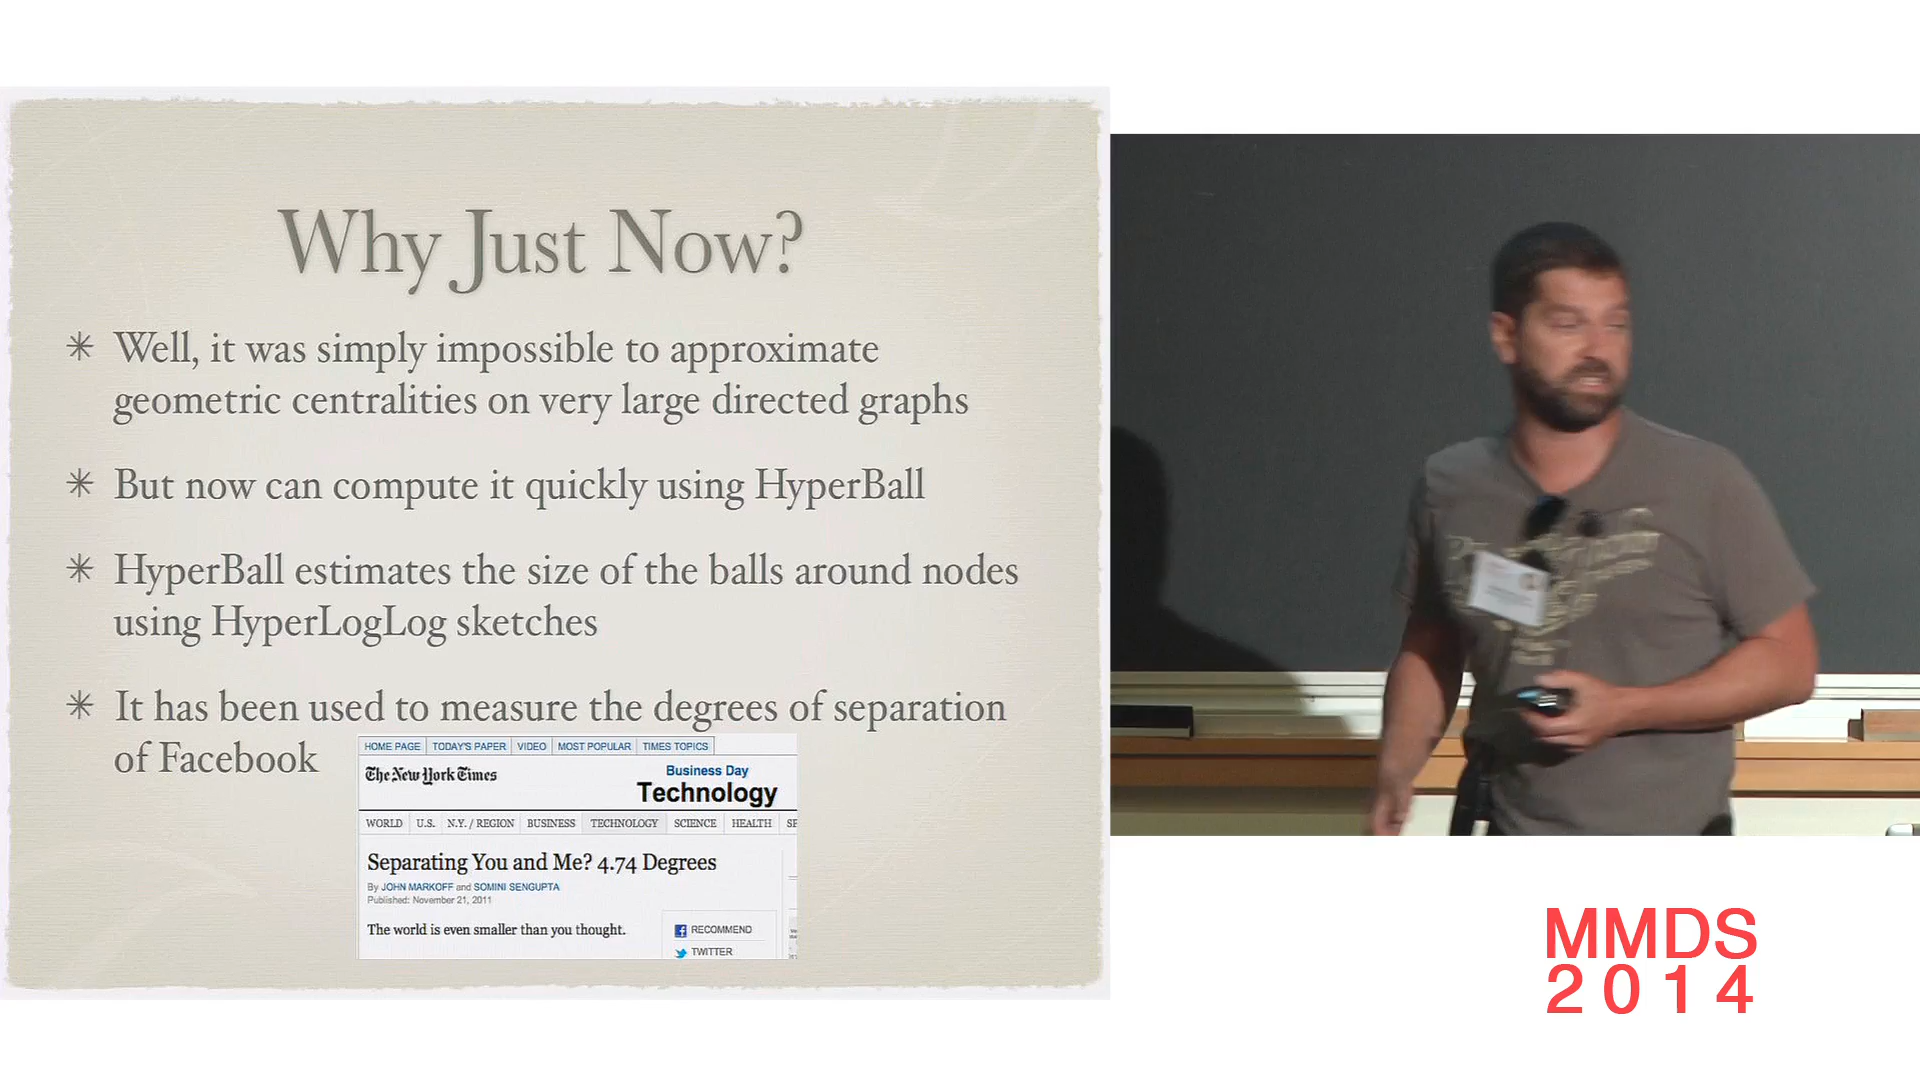 Why Just Now?
Well, it was simply impossible to approximate
geometric centralities on very large directed graphs
But now can compute it quickly using HyperBall
HyperBall estimates the size of the balls around nodes
using HyperLogLog sketches
It has been used to measure the degrees of separation
of Facebook
HOME PAGE TODAY'S PAPER VIDEO MOST POPULAR TIMES TOPICS
The New York Times
Business Day
Technology
WORLD U.S. N.Y. / REGION BUSINESS TECHNOLOGY SCIENCE HEALTH SP
Separating You and Me? 4.74 Degrees
By JOHN MARKOFF and SOMINI SENGUPTA
Published: November 21, 2011
The world is even smaller than you thought.
RECOMMEND
TWITTER
MMDS
2014